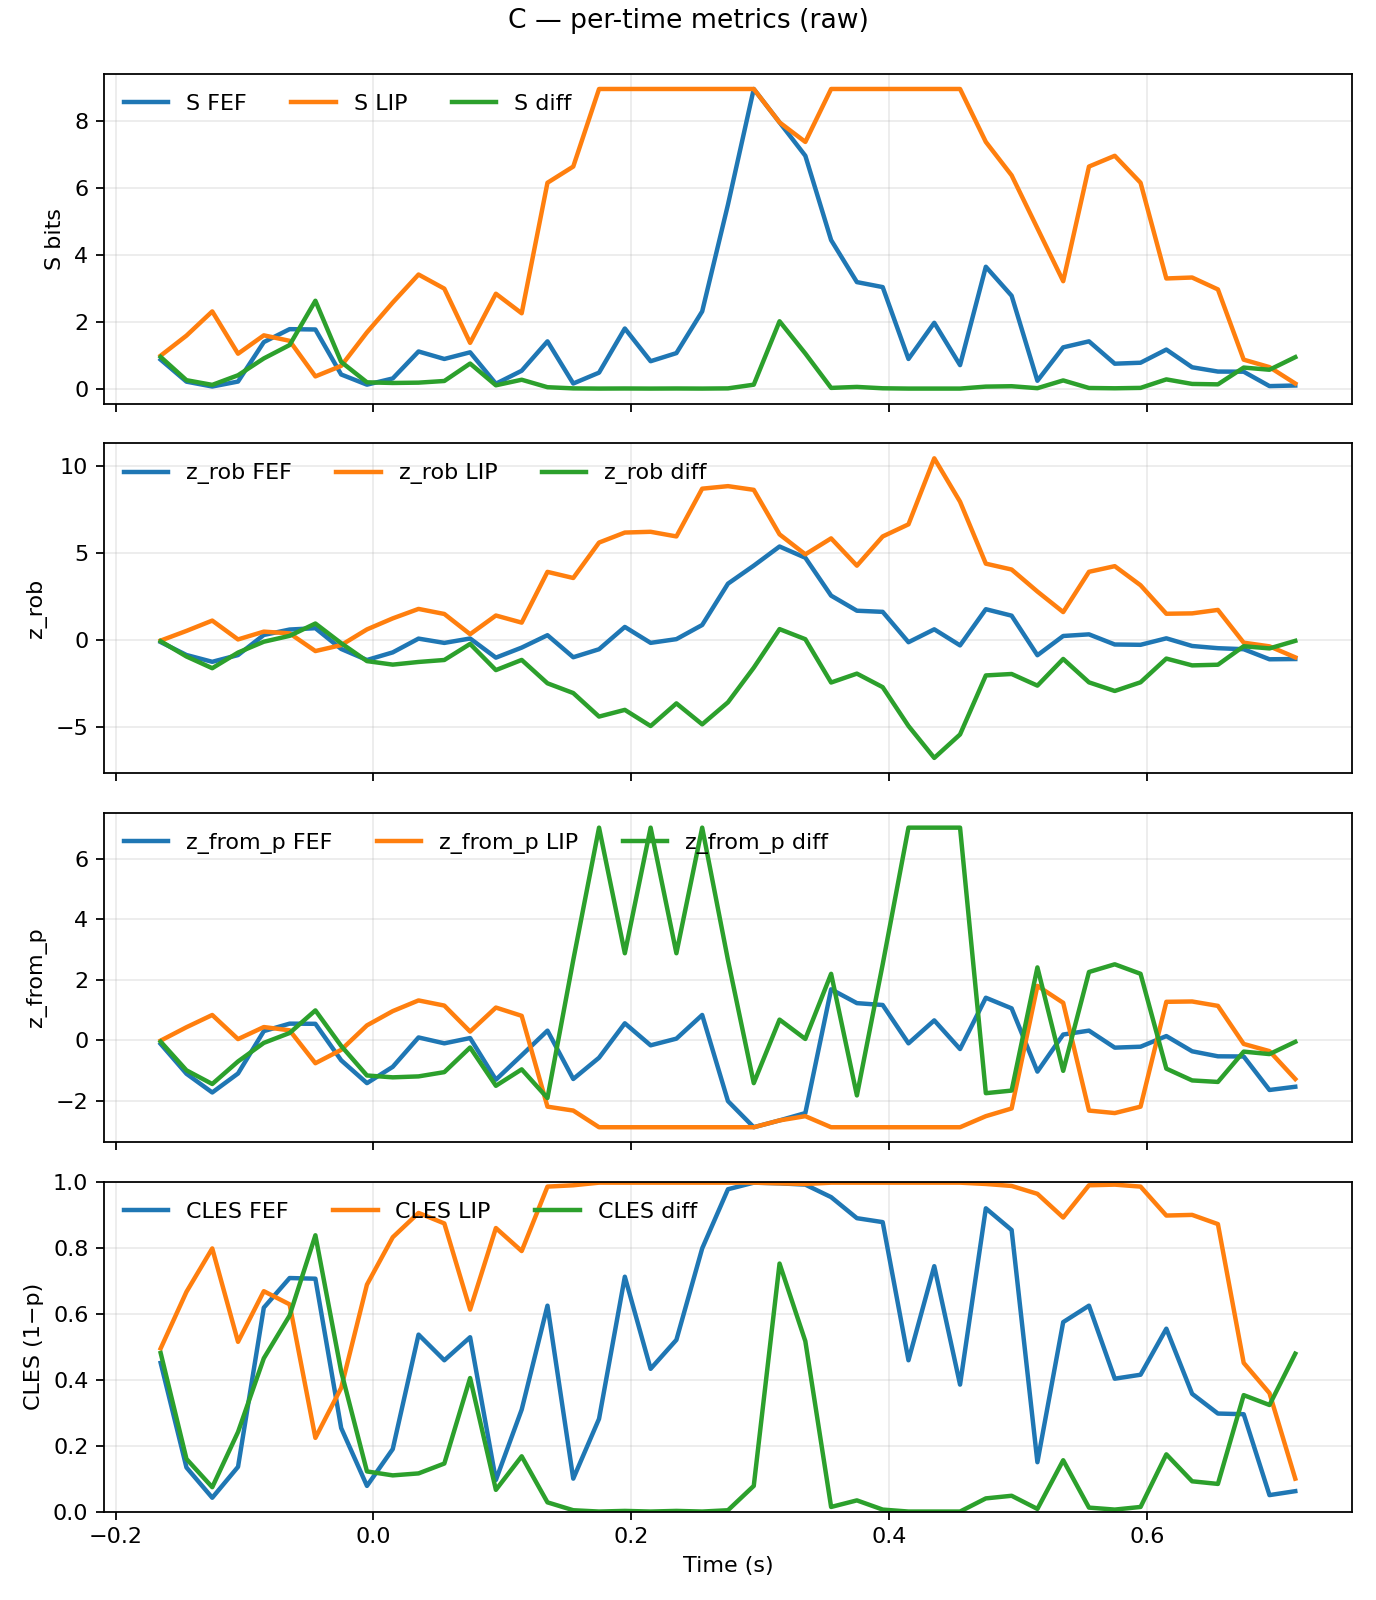 C — per-time metrics (raw)
S FEF S LIP S diff
8
6
4
2
0
S bits
z_rob FEF z_rob LIP z_rob diff
10
5
0
−5
z_rob
z_from_p FEF z_from_p LIP z_from_p diff
6
4
2
0
−2
z_from_p
CLES FEF CLES LIP CLES diff
1.0
0.8
0.6
0.4
0.2
0.0
CLES (1−p)
−0.2 0.0 0.2 0.4 0.6
Time (s)